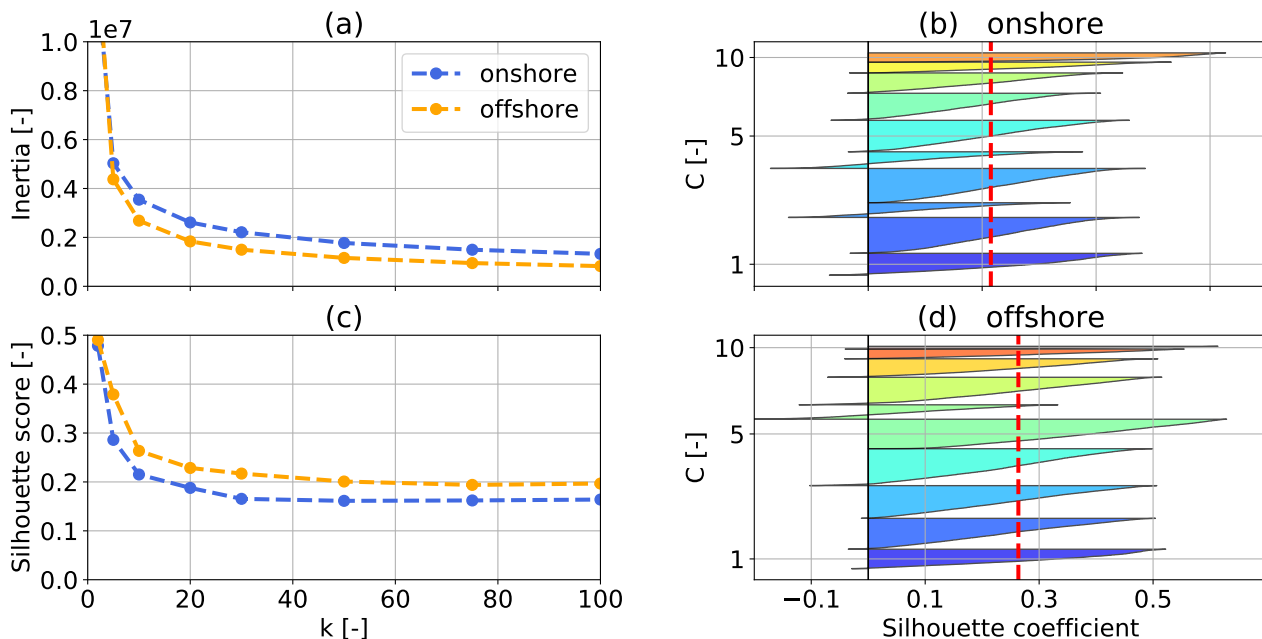 (a)
1e7
Inertia [-]
1.0
0.8
0.6
0.4
0.2
0.0
onshore
offshore
(b) onshore
C [-]
10
5
1
(c)
Silhouette score [-]
0.5
0.4
0.3
0.2
0.1
0.0
0 20 40 60 80 100
k [-]
(d) offshore
C [-]
10
5
1
−0.1 0.1 0.3 0.5
Silhouette coefficient